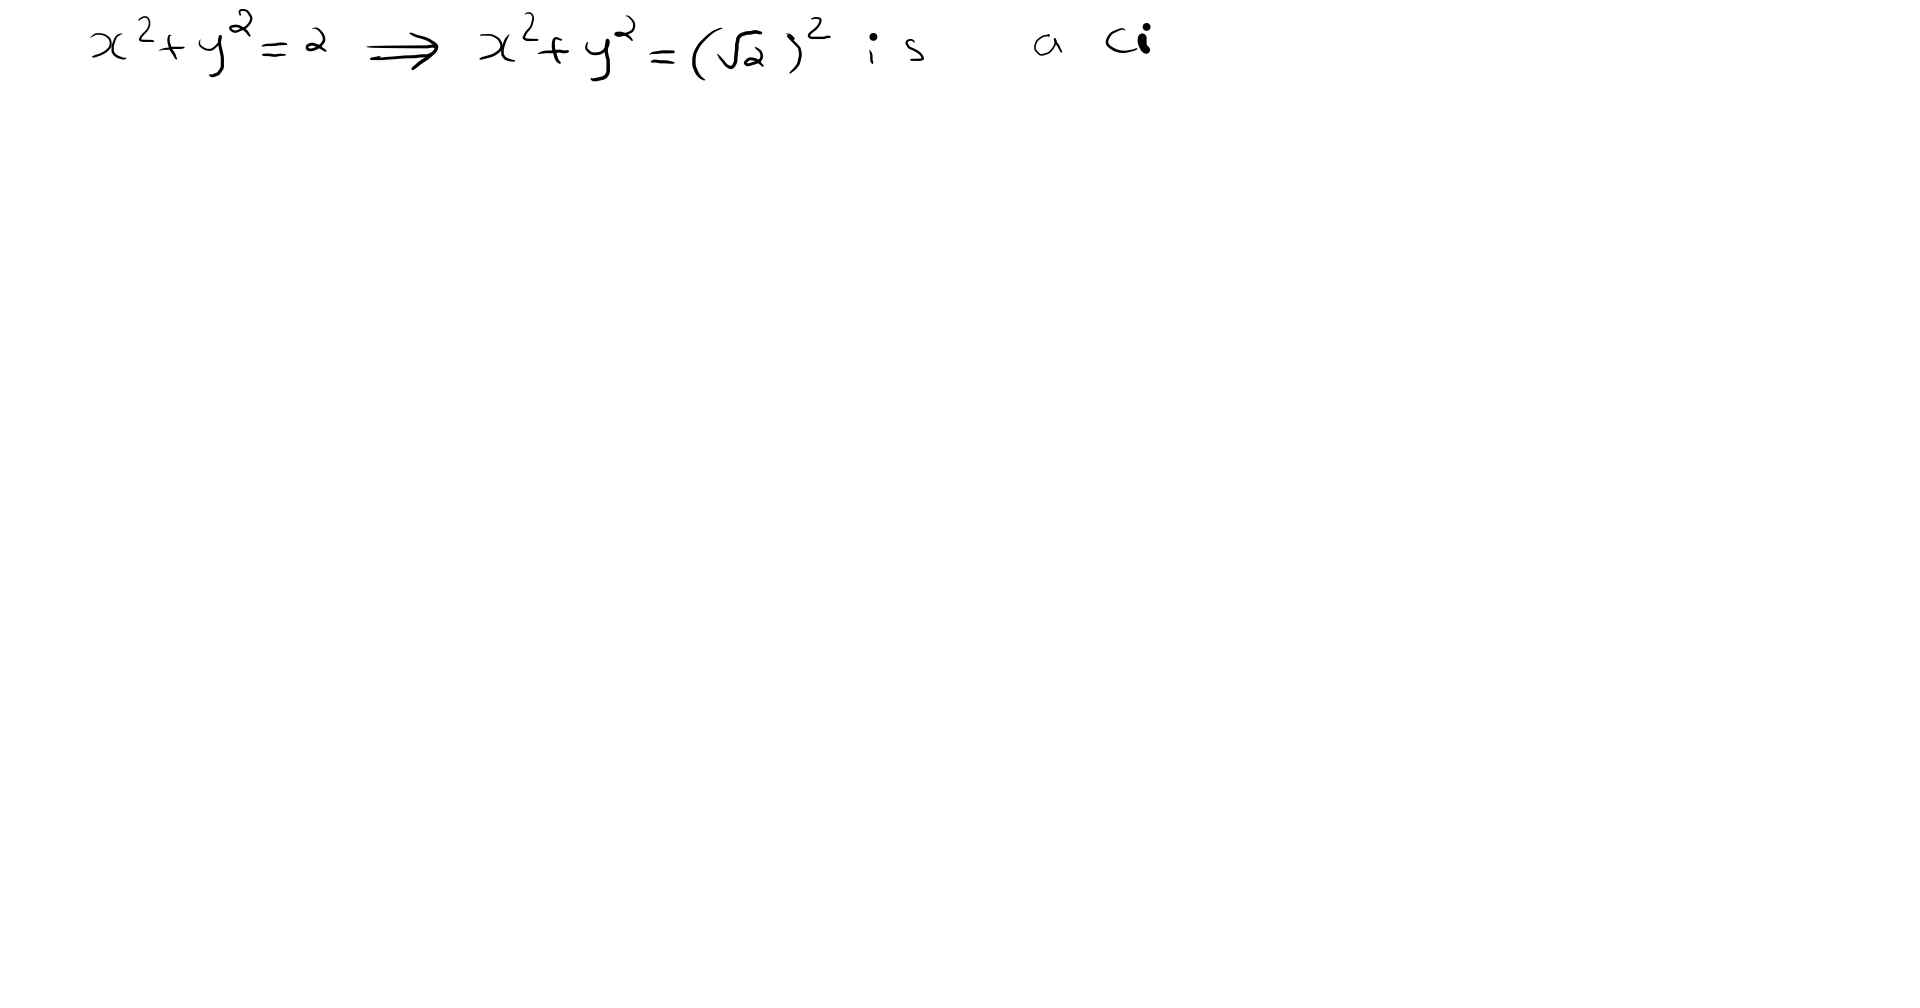 x² + y² = 2 ⟹ x² + y² = (√2)² is a ci